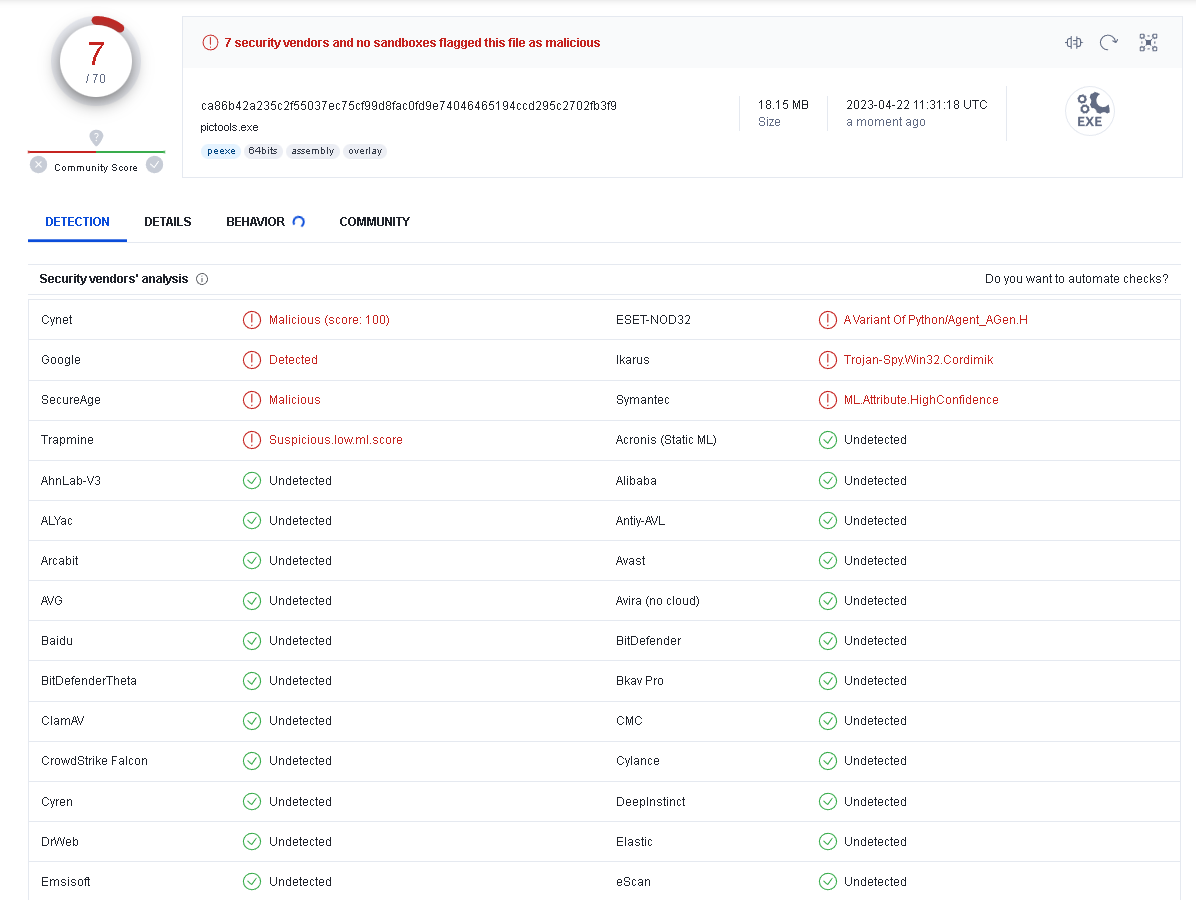 7
/ 70
?
Community Score
7 security vendors and no sandboxes flagged this file as malicious
ca86b42a235c2f55037ec75cf99d8fac0fd9e74046465194ccd295c2702fb3f9
pictools.exe
peexe 64bits assembly overlay
18.15 MB
Size
2023-04-22 11:31:18 UTC
a moment ago
EXE
DETECTION DETAILS BEHAVIOR COMMUNITY
Security vendors' analysis Do you want to automate checks?
Cynet Malicious (score: 100) ESET-NOD32 A Variant Of Python/Agent_AGen.H
Google Detected Ikarus Trojan-Spy.Win32.Cordimik
SecureAge Malicious Symantec ML.Attribute.HighConfidence
Trapmine Suspicious.low.ml.score Acronis (Static ML) Undetected
AhnLab-V3 Undetected Alibaba Undetected
ALYac Undetected Antiy-AVL Undetected
Arcabit Undetected Avast Undetected
AVG Undetected Avira (no cloud) Undetected
Baidu Undetected BitDefender Undetected
BitDefenderTheta Undetected Bkav Pro Undetected
ClamAV Undetected CMC Undetected
CrowdStrike Falcon Undetected Cylance Undetected
Cyren Undetected DeepInstinct Undetected
DrWeb Undetected Elastic Undetected
Emsisoft Undetected eScan Undetected